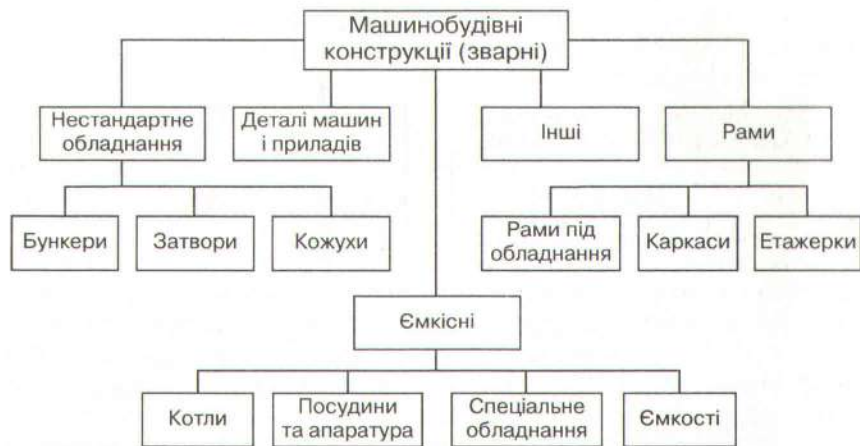 Машинобудівні
конструкції (зварні)
Нестандартне
обладнання
Деталі машин
і приладів
Інші
Рами
Бункери
Затвори
Кожухи
Рами під
обладнання
Каркаси
Етажерки
Ємкісні
Котли
Посудини
та апаратура
Спеціальне
обладнання
Ємкості